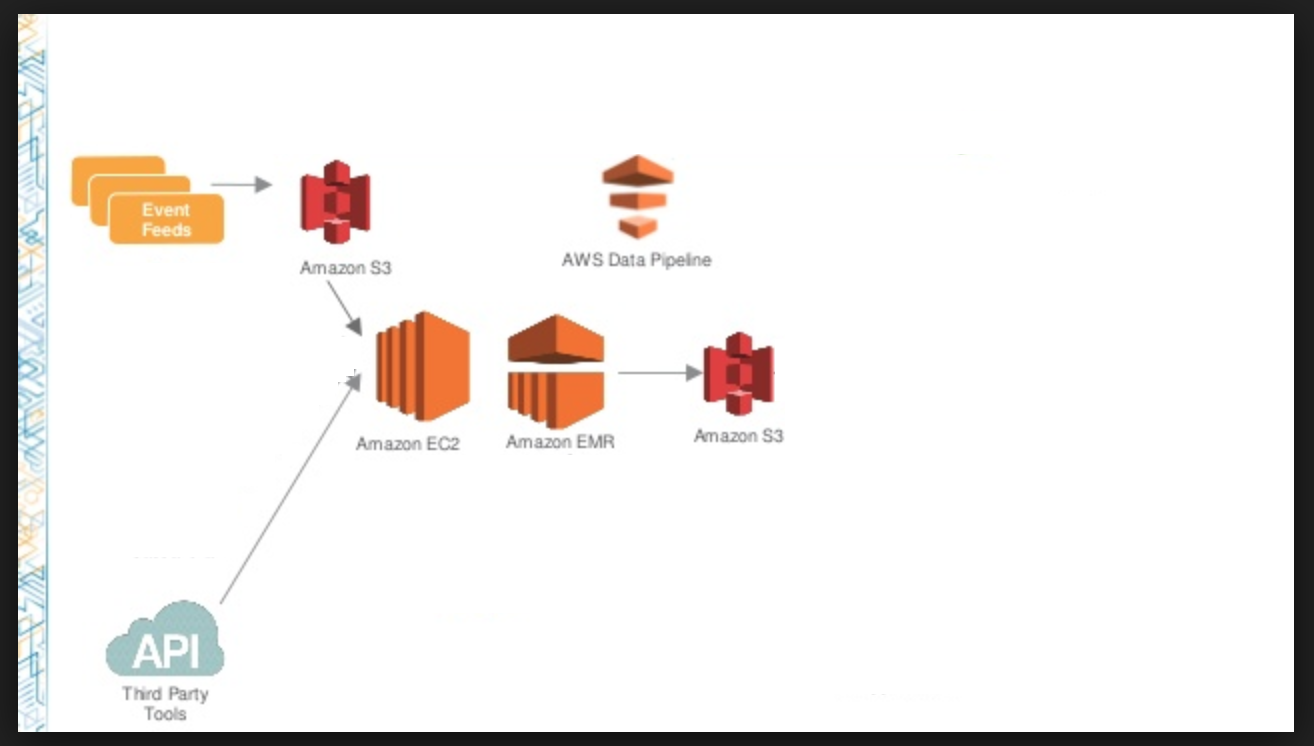 Event
Feeds
Amazon S3
AWS Data Pipeline
Amazon EC2
Amazon EMR
Amazon S3
API
Third Party
Tools